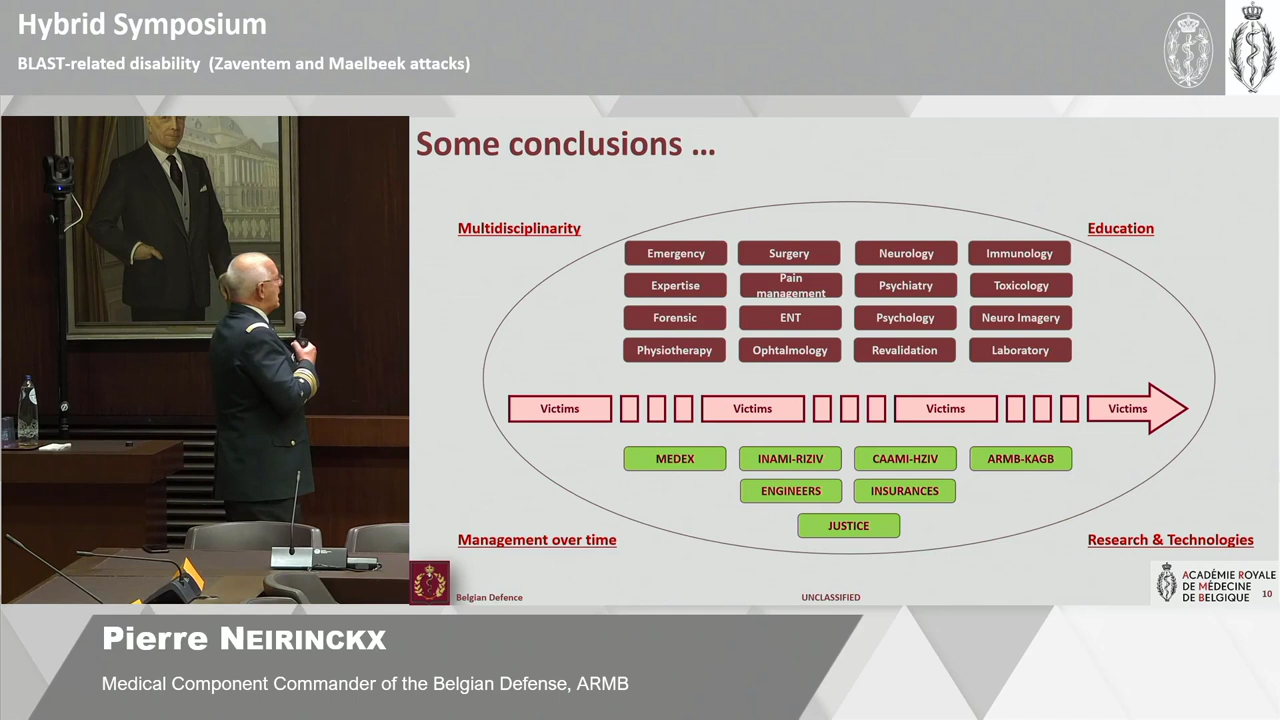 Hybrid Symposium
BLAST-related disability (Zaventem and Maelbeek attacks)
Some conclusions ...
Multidisciplinarity
Education
Emergency
Surgery
Neurology
Immunology
Expertise
Pain
management
Psychiatry
Toxicology
Forensic
ENT
Psychology
Neuro Imagery
Physiotherapy
Ophtalmology
Revalidation
Laboratory
Victims
Victims
Victims
Victims
MEDEX
INAMI-RIZIV
CAAMI-HZIV
ARMB-KAGB
ENGINEERS
INSURANCES
JUSTICE
Management over time
Research & Technologies
Belgian Defence
UNCLASSIFIED
ACADÉMIE ROYALE
DE MÉDECINE
DE BELGIQUE
10
Pierre NEIRINCKX
Medical Component Commander of the Belgian Defense, ARMB